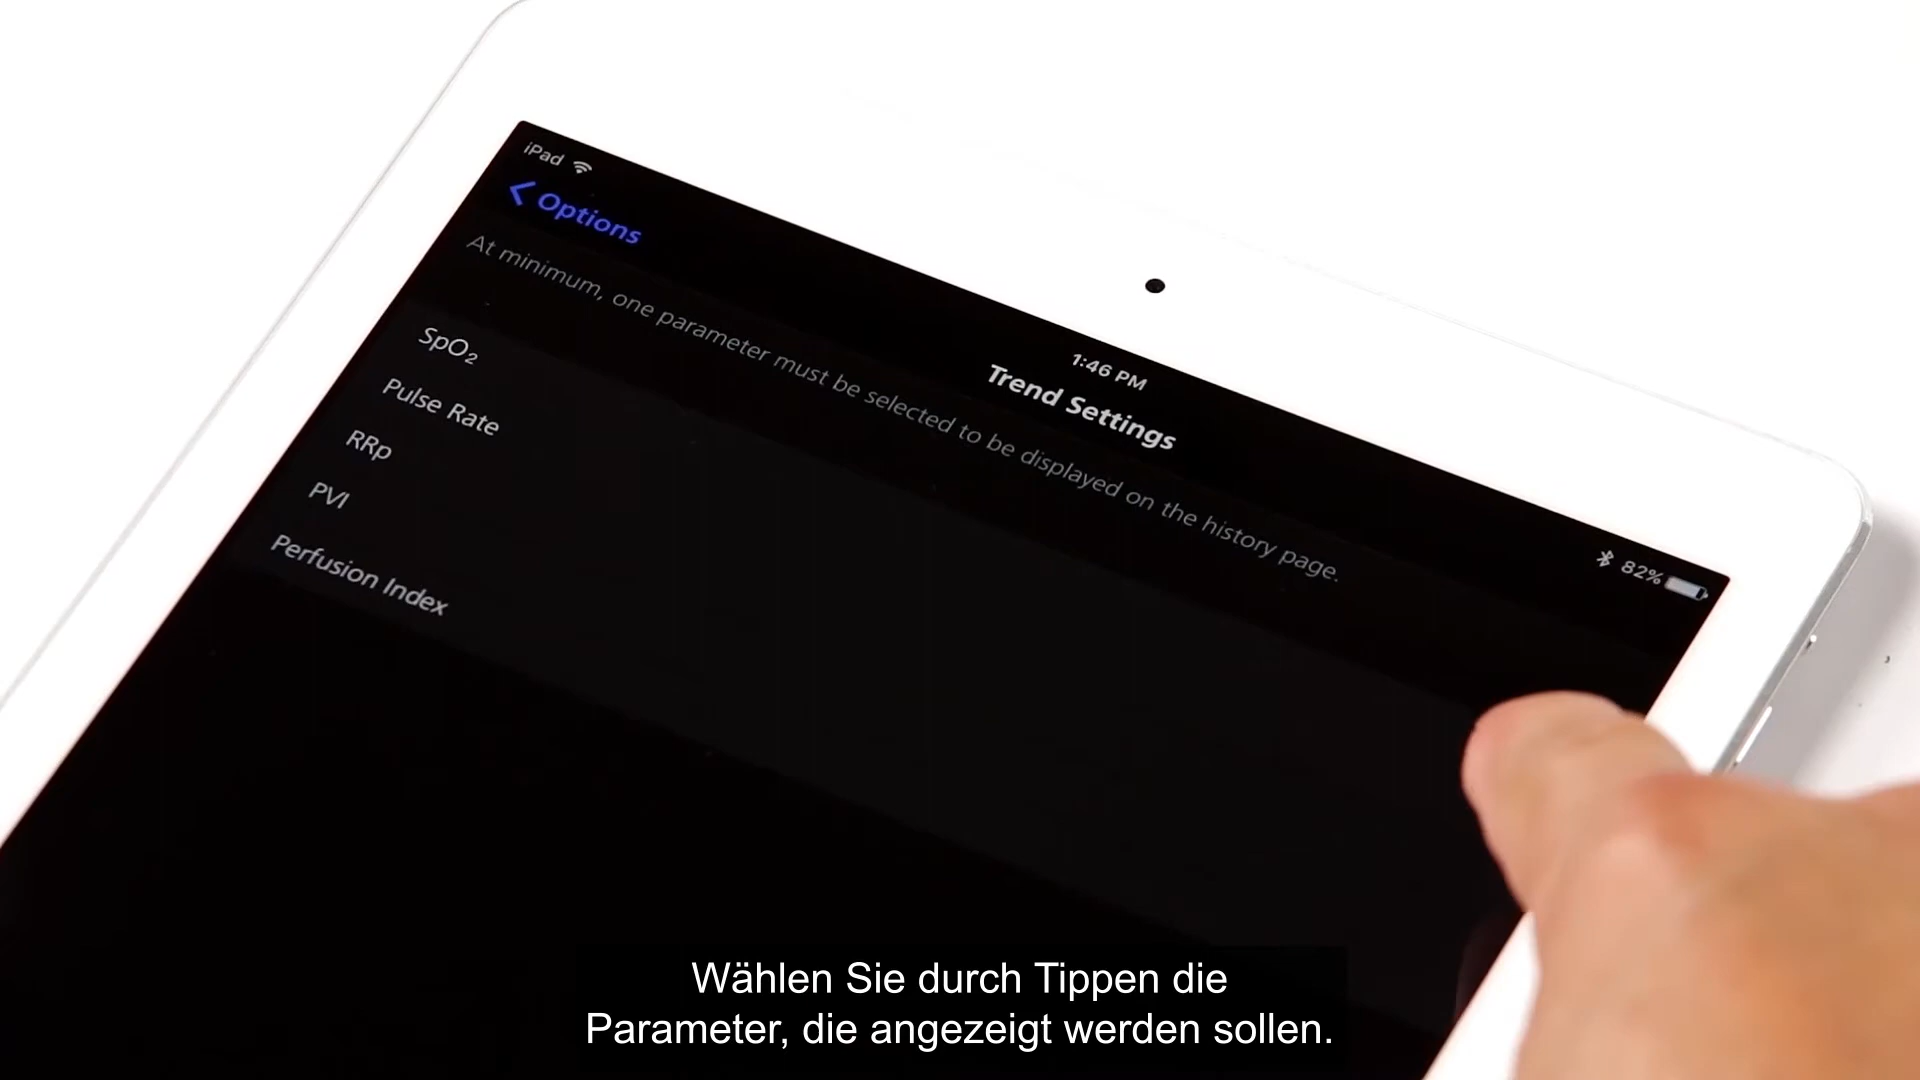 iPad
1:46 PM
82%
Options
Trend Settings
At minimum, one parameter must be selected to be displayed on the history page.
SpO₂
Pulse Rate
RRp
PVI
Perfusion Index
Wählen Sie durch Tippen die
Parameter, die angezeigt werden sollen.